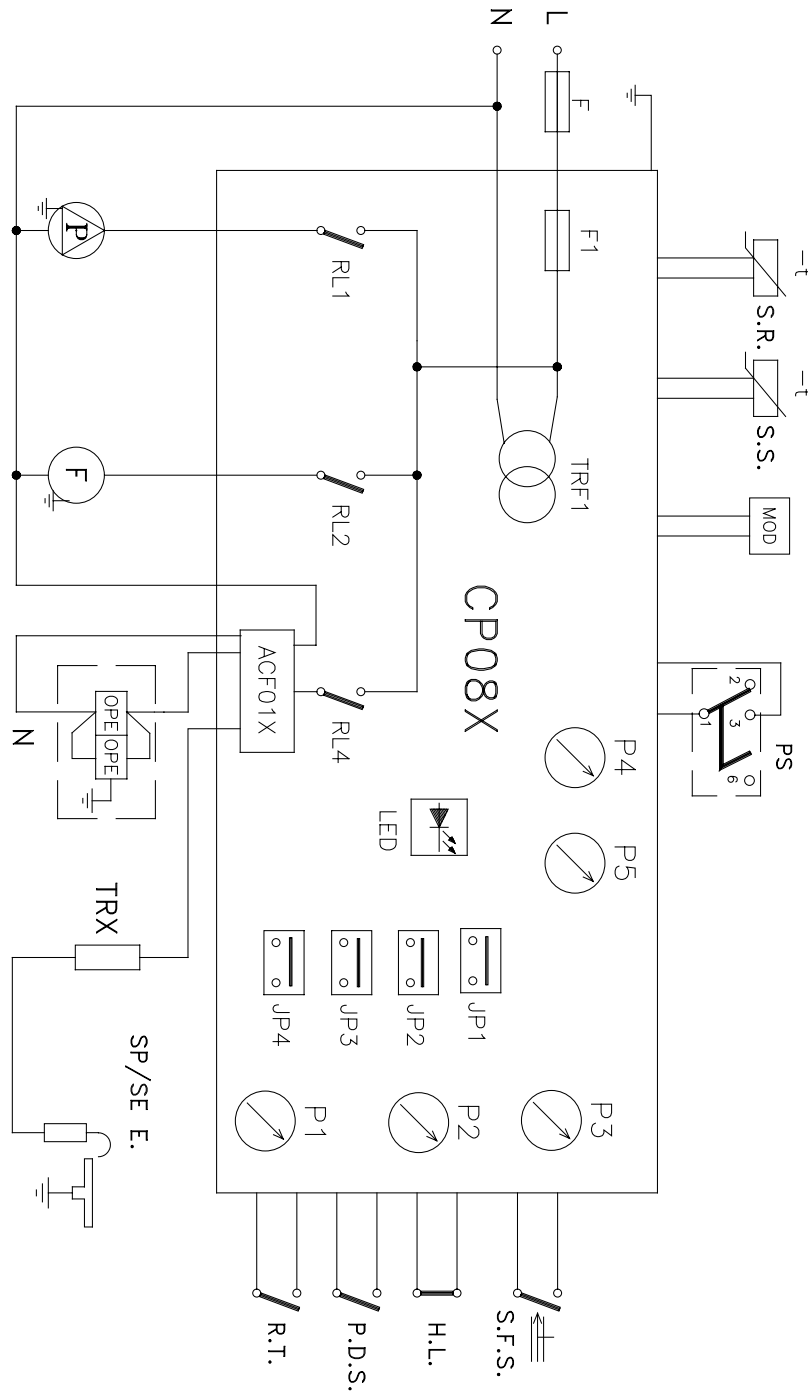 N
L
F
-t
S.R.
-t
S.S.
MOD
2
3
1
6
PS
F1
TRF1
P
RL1
F
RL2
RL4
ACF01X
CP08X
P4
P5
LED
JP1
JP2
JP3
JP4
P1
P2
P3
OPE
OPE
N
TRX
SP/SE E.
R.T.
P.D.S.
H.L.
S.F.S.